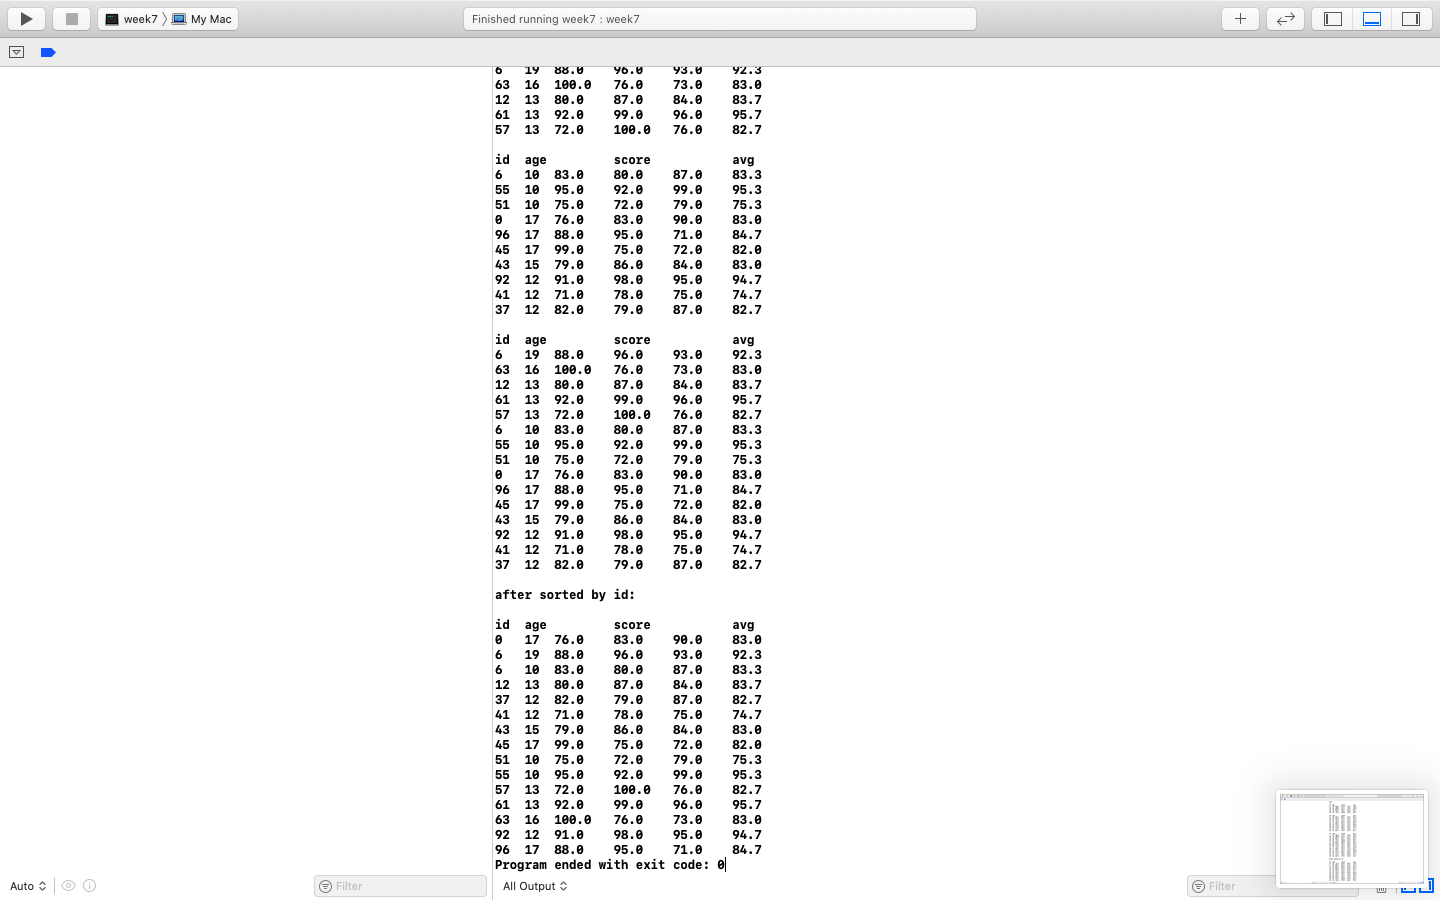 week7 〉 My Mac
Finished running week7 : week7
6 19 88.0 96.0 93.0 92.3
63 16 100.0 76.0 73.0 83.0
12 13 80.0 87.0 84.0 83.7
61 13 92.0 99.0 96.0 95.7
57 13 72.0 100.0 76.0 82.7
id age score avg
6 10 83.0 80.0 87.0 83.3
55 10 95.0 92.0 99.0 95.3
51 10 75.0 72.0 79.0 75.3
0 17 76.0 83.0 90.0 83.0
96 17 88.0 95.0 71.0 84.7
45 17 99.0 75.0 72.0 82.0
43 15 79.0 86.0 84.0 83.0
92 12 91.0 98.0 95.0 94.7
41 12 71.0 78.0 75.0 74.7
37 12 82.0 79.0 87.0 82.7
id age score avg
6 19 88.0 96.0 93.0 92.3
63 16 100.0 76.0 73.0 83.0
12 13 80.0 87.0 84.0 83.7
61 13 92.0 99.0 96.0 95.7
57 13 72.0 100.0 76.0 82.7
6 10 83.0 80.0 87.0 83.3
55 10 95.0 92.0 99.0 95.3
51 10 75.0 72.0 79.0 75.3
0 17 76.0 83.0 90.0 83.0
96 17 88.0 95.0 71.0 84.7
45 17 99.0 75.0 72.0 82.0
43 15 79.0 86.0 84.0 83.0
92 12 91.0 98.0 95.0 94.7
41 12 71.0 78.0 75.0 74.7
37 12 82.0 79.0 87.0 82.7
after sorted by id:
id age score avg
0 17 76.0 83.0 90.0 83.0
6 19 88.0 96.0 93.0 92.3
6 10 83.0 80.0 87.0 83.3
12 13 80.0 87.0 84.0 83.7
37 12 82.0 79.0 87.0 82.7
41 12 71.0 78.0 75.0 74.7
43 15 79.0 86.0 84.0 83.0
45 17 99.0 75.0 72.0 82.0
51 10 75.0 72.0 79.0 75.3
55 10 95.0 92.0 99.0 95.3
57 13 72.0 100.0 76.0 82.7
61 13 92.0 99.0 96.0 95.7
63 16 100.0 76.0 73.0 83.0
92 12 91.0 98.0 95.0 94.7
96 17 88.0 95.0 71.0 84.7
Program ended with exit code: 0
Auto Filter All Output Filter